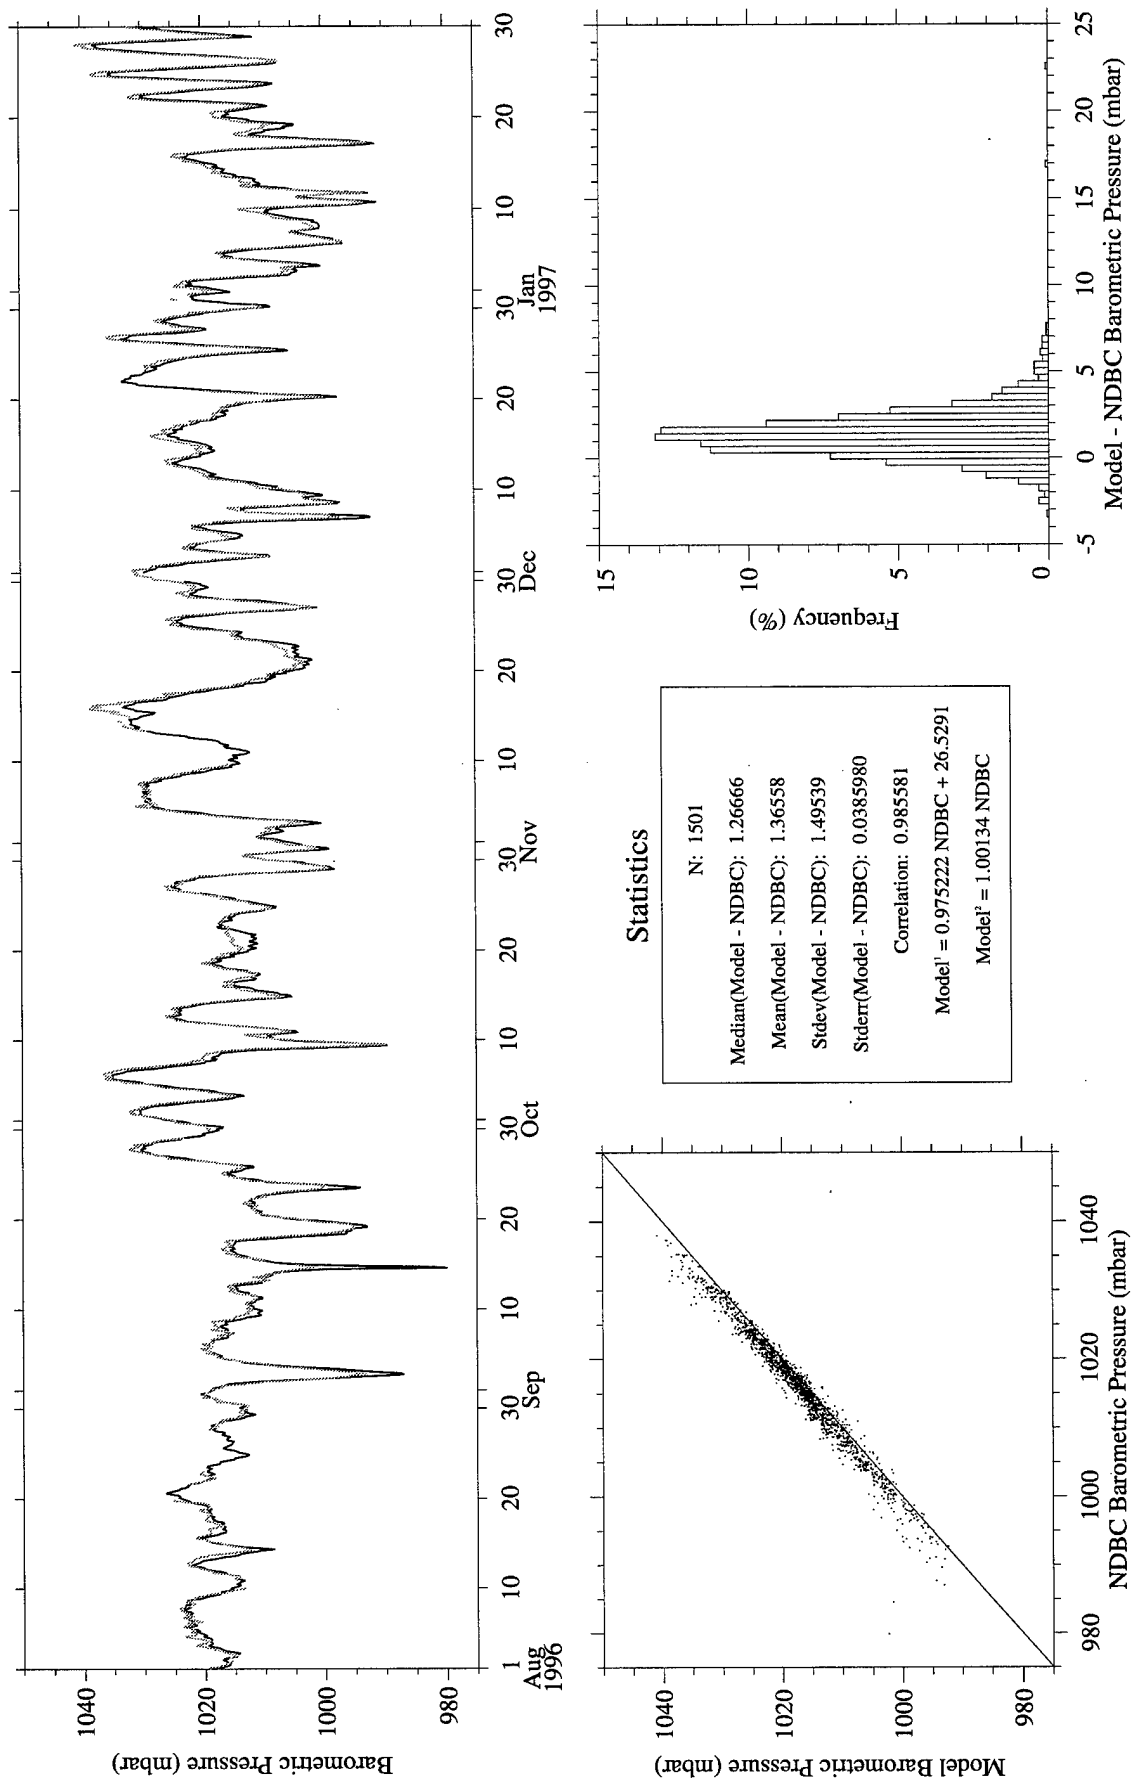 Barometric Pressure (mbar)
1040
1020
1000
980
1 10 20 30 10 20 30 10 20 30 10 20 30 10 20 30 10 20 30
Aug Sep Oct Nov Dec Jan
1996 1997
Model Barometric Pressure (mbar)
1040
1020
1000
980
980 1000 1020 1040
NDBC Barometric Pressure (mbar)
Statistics
N: 1501
Median(Model - NDBC): 1.26666
Mean(Model - NDBC): 1.36558
Stdev(Model - NDBC): 1.49539
Stderr(Model - NDBC): 0.0385980
Correlation: 0.985581
Model¹ = 0.975222 NDBC + 26.5291
Model² = 1.00134 NDBC
Frequency (%)
15
10
5
0
-5 0 5 10 15 20 25
Model - NDBC Barometric Pressure (mbar)